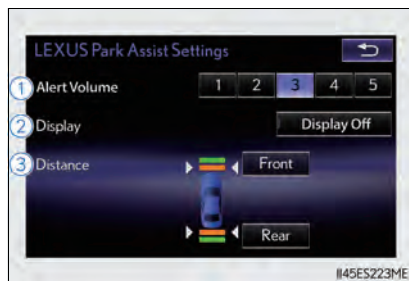 LEXUS Park Assist Settings
1 Alert Volume 1 2 3 4 5
2 Display Display Off
3 Distance Front
Rear
II45ES223ME